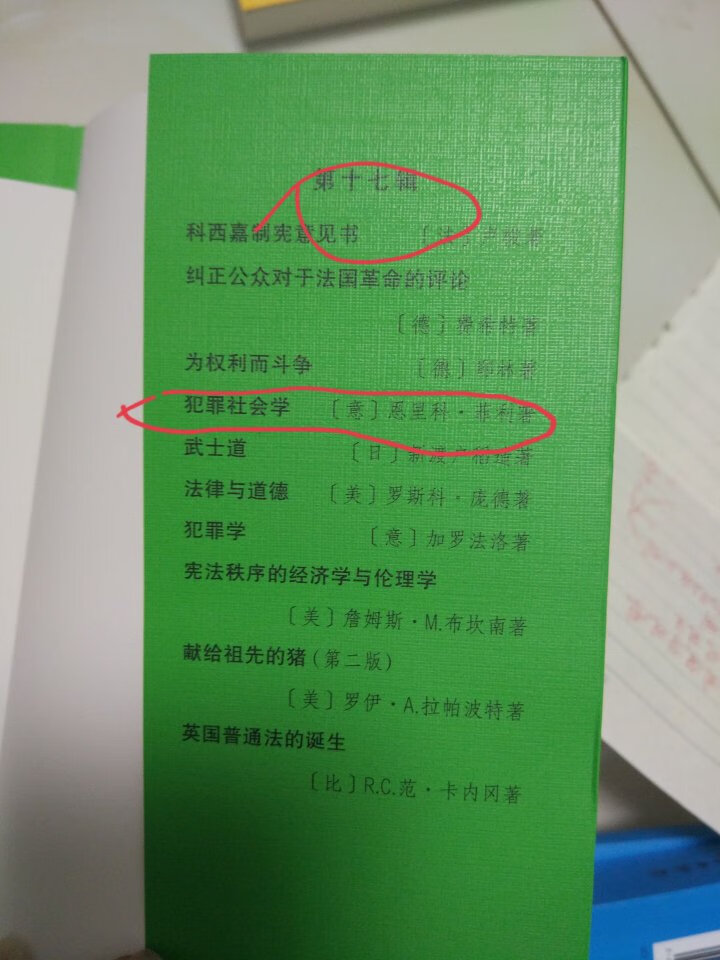 第十七辑
科西嘉制宪意见书 〔法〕卢梭著
纠正公众对于法国革命的评论
〔德〕费希特著
为权利而斗争 〔德〕耶林著
犯罪社会学 〔意〕恩里科·菲利著
武士道 〔日〕新渡户稻造著
法律与道德 〔美〕罗斯科·庞德著
犯罪学 〔意〕加罗法洛著
宪法秩序的经济学与伦理学
〔美〕詹姆斯·M.布坎南著
献给祖先的猪(第二版)
〔美〕罗伊·A.拉帕波特著
英国普通法的诞生
〔比〕R.C.范·卡内冈著